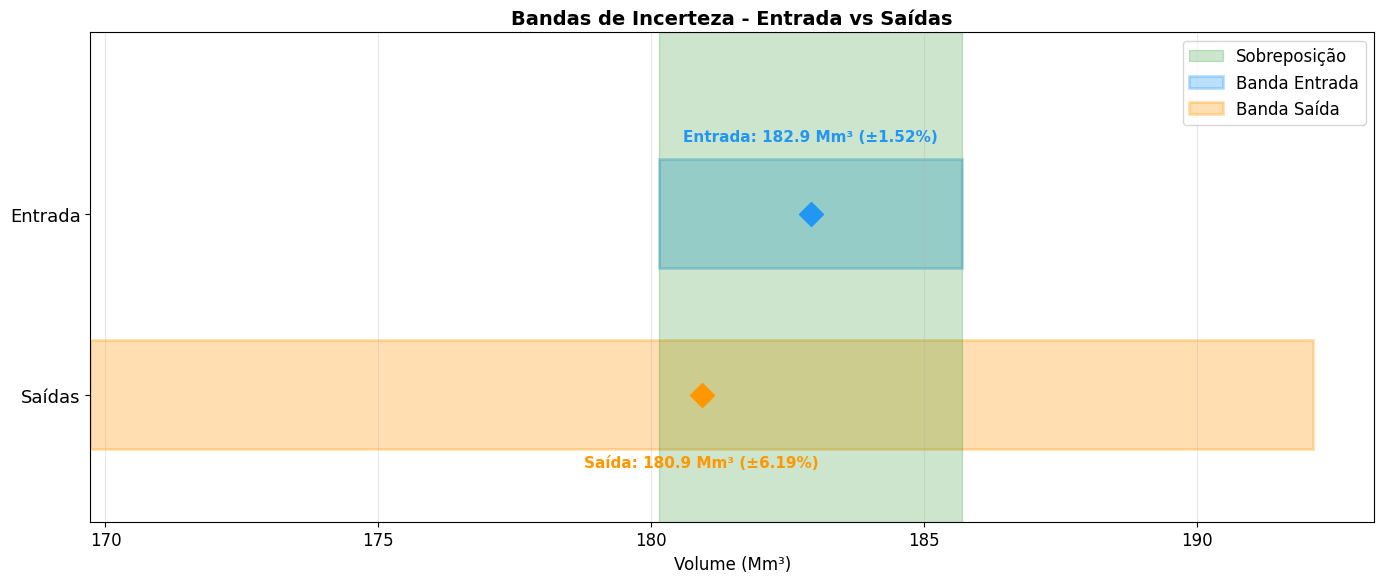 Bandas de Incerteza - Entrada vs Saídas
Sobreposição
Banda Entrada
Banda Saída
Entrada: 182.9 Mm³ (±1.52%)
Entrada
Saídas
Saída: 180.9 Mm³ (±6.19%)
170 175 180 185 190
Volume (Mm³)